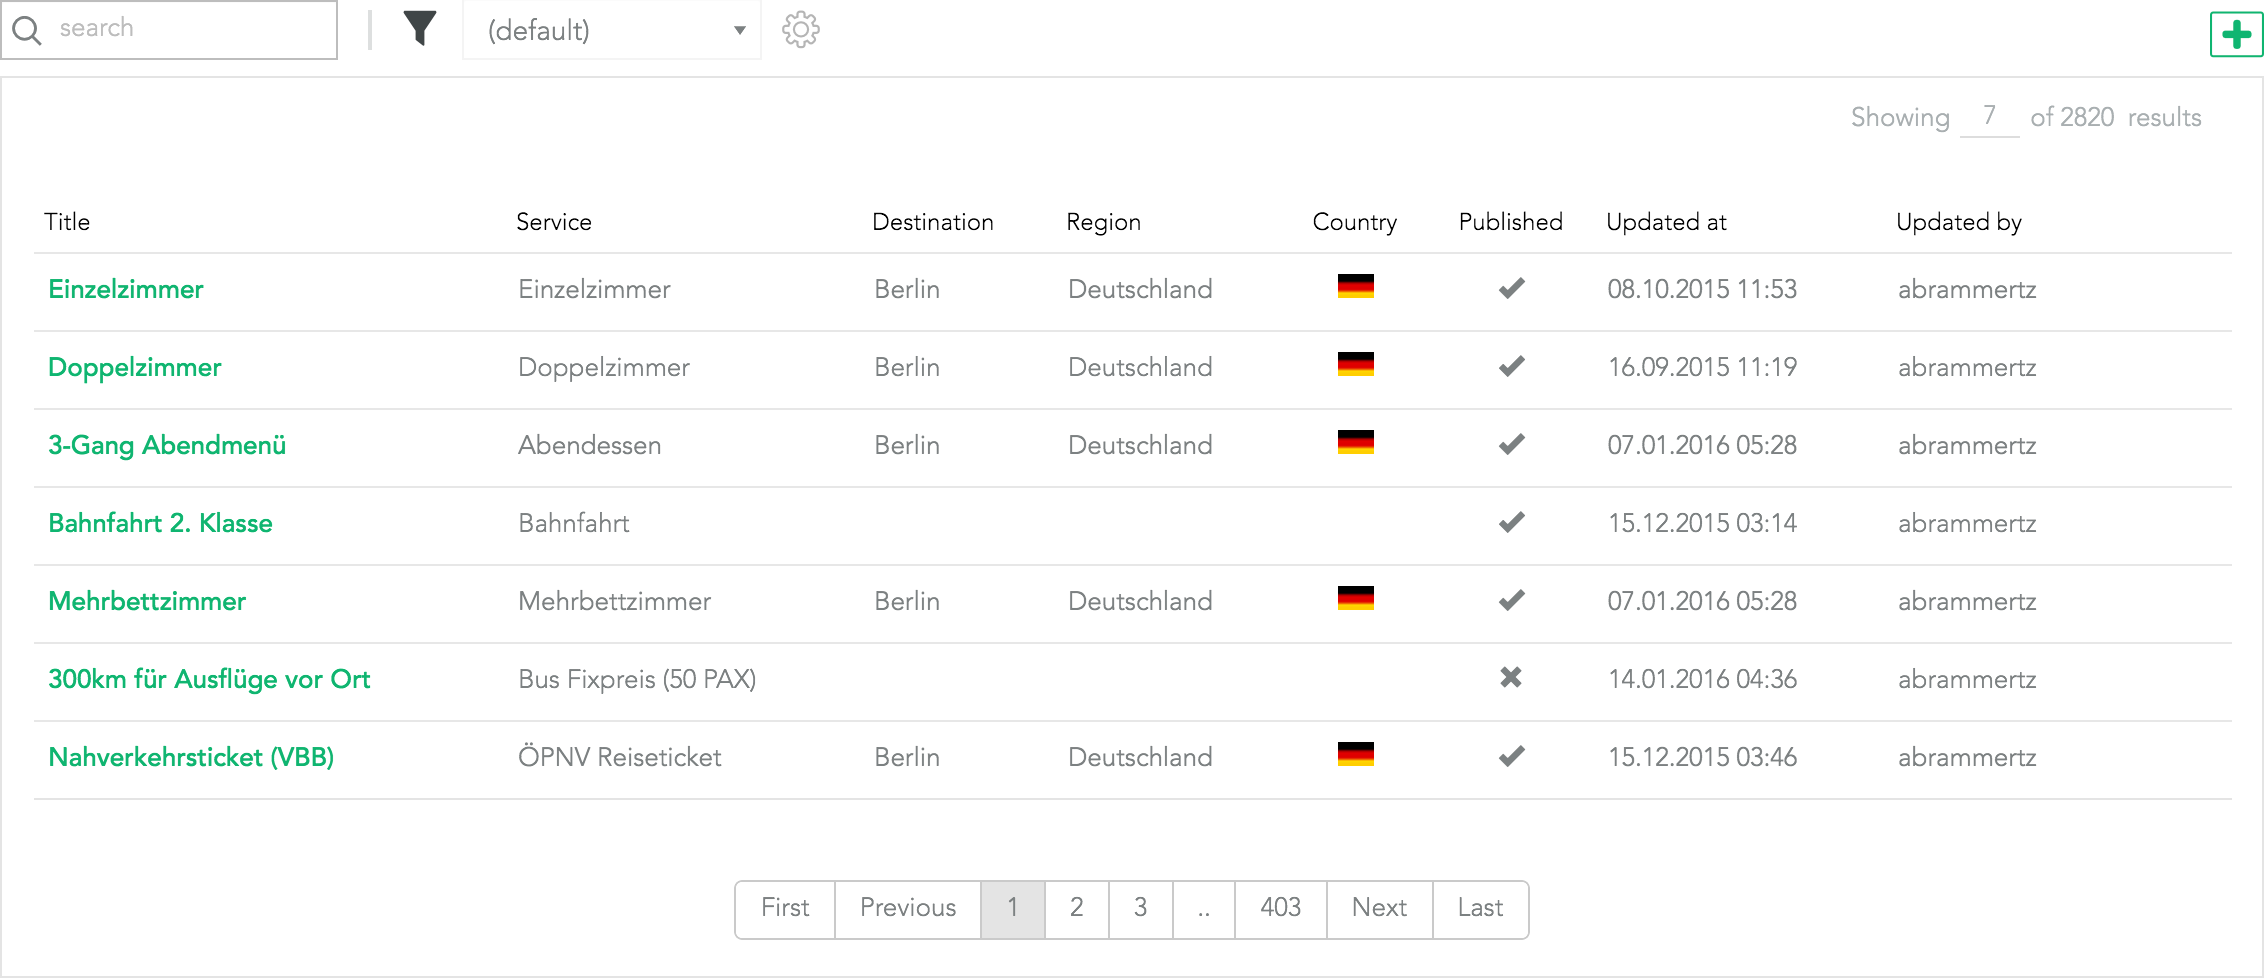 search (default)
Showing 7 of 2820 results
Title Service Destination Region Country Published Updated at Updated by
Einzelzimmer Einzelzimmer Berlin Deutschland 08.10.2015 11:53 abrammertz
Doppelzimmer Doppelzimmer Berlin Deutschland 16.09.2015 11:19 abrammertz
3-Gang Abendmenü Abendessen Berlin Deutschland 07.01.2016 05:28 abrammertz
Bahnfahrt 2. Klasse Bahnfahrt 15.12.2015 03:14 abrammertz
Mehrbettzimmer Mehrbettzimmer Berlin Deutschland 07.01.2016 05:28 abrammertz
300km für Ausflüge vor Ort Bus Fixpreis (50 PAX) 14.01.2016 04:36 abrammertz
Nahverkehrsticket (VBB) ÖPNV Reiseticket Berlin Deutschland 15.12.2015 03:46 abrammertz
First Previous 1 2 3 .. 403 Next Last